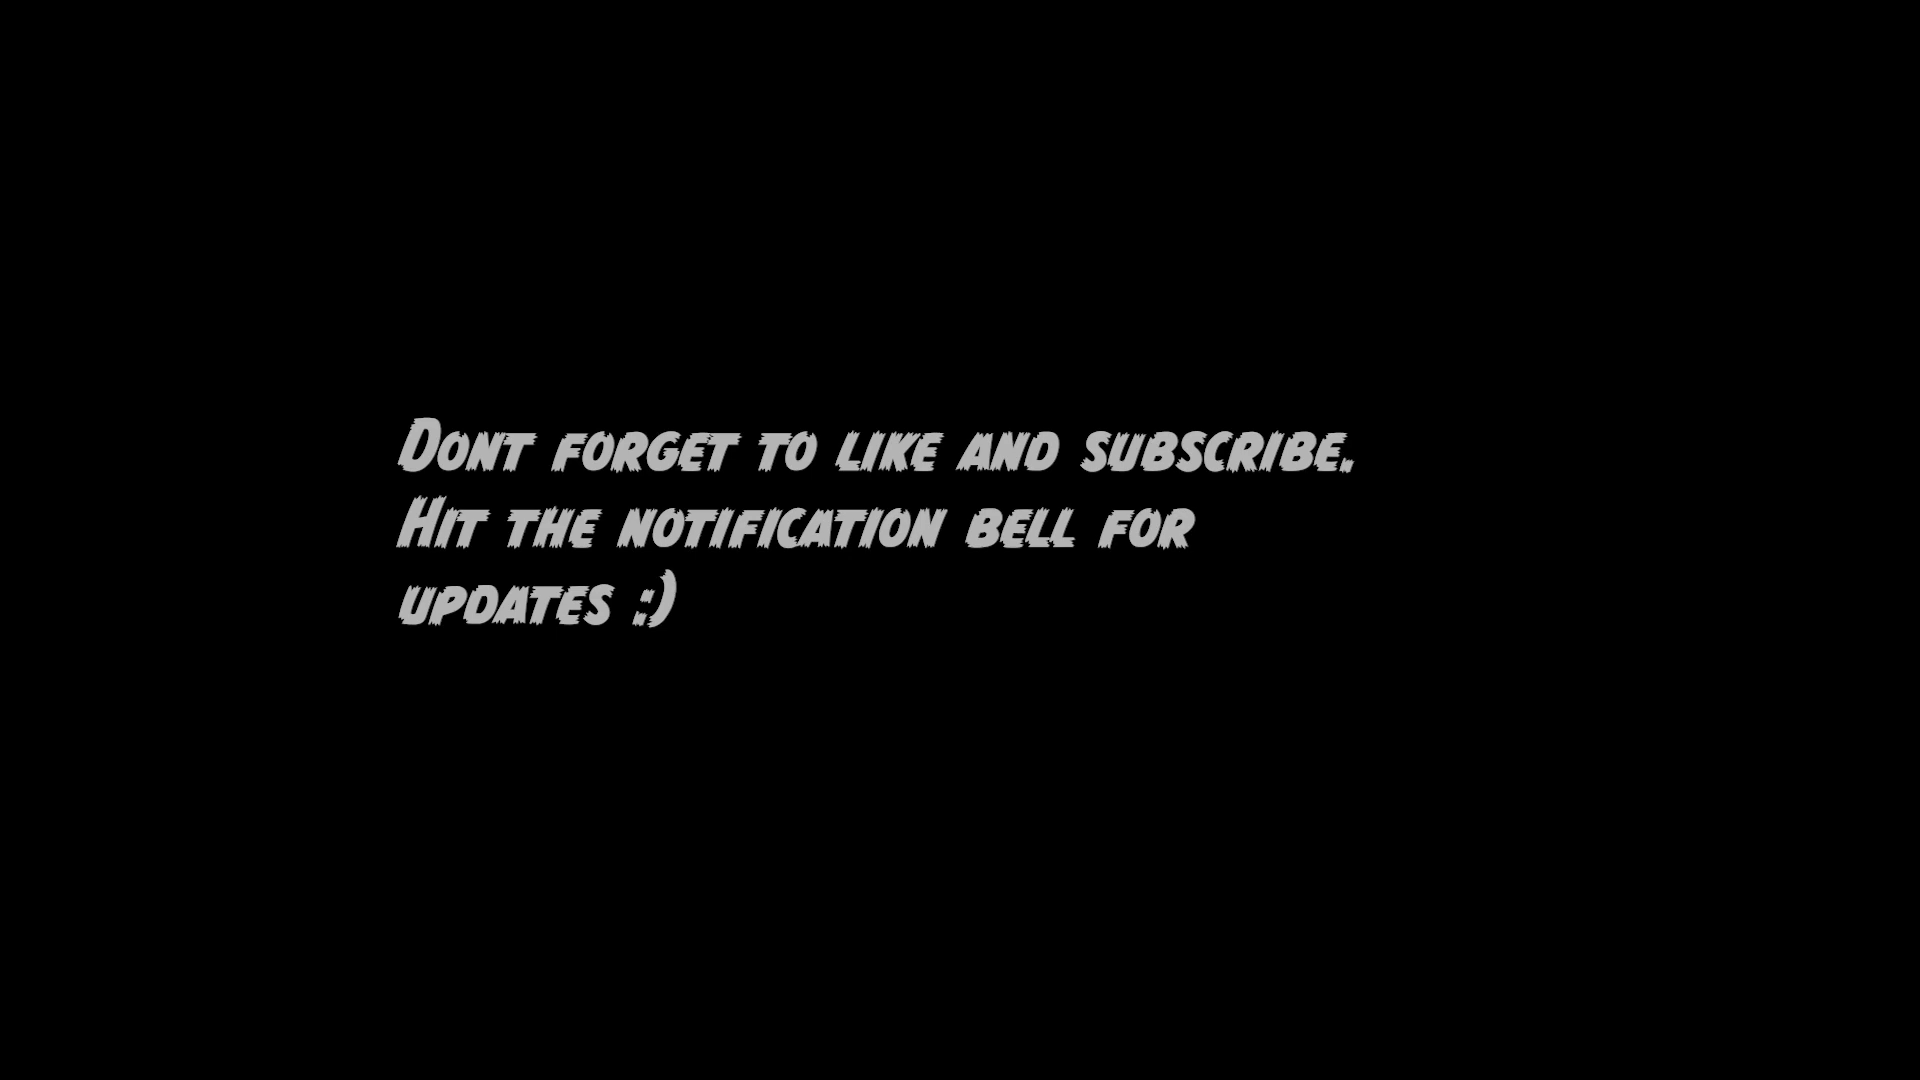 Dont forget to like and subscribe.
Hit the notification bell for
updates :)